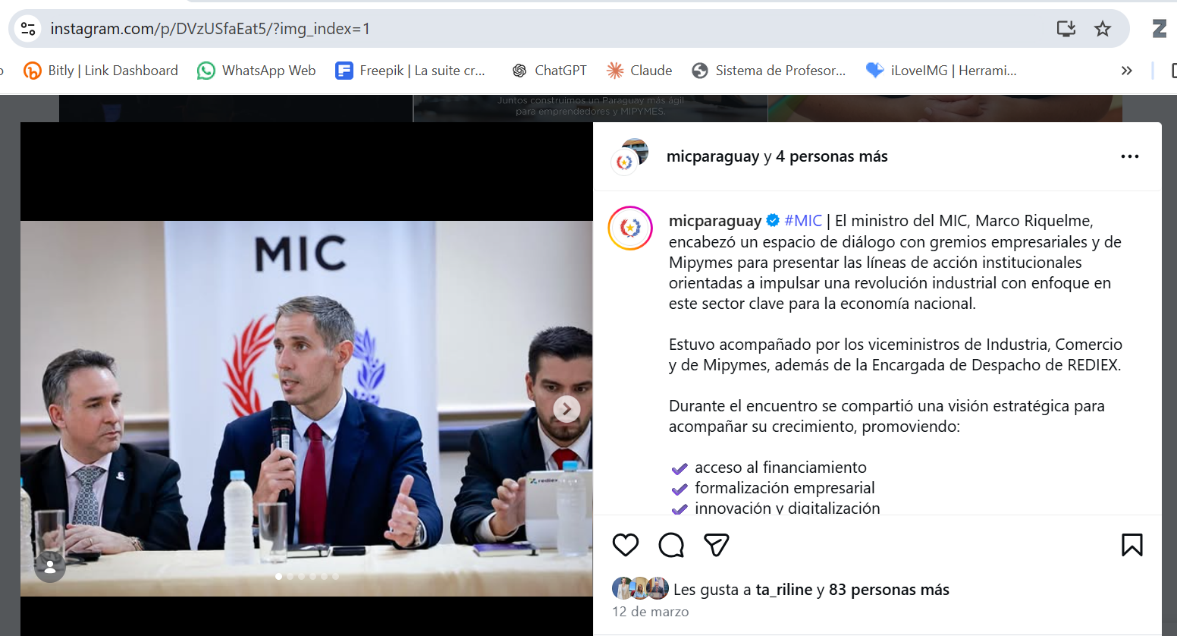 instagram.com/p/DVzUSfaEat5/?img_index=1
Bitly | Link Dashboard
WhatsApp Web
Freepik | La suite cr...
ChatGPT
Claude
Sistema de Profesor...
iLoveIMG | Herrami...
Juntos construimos un Paraguay más ágil
para emprendedores y MIPYMES.
MIC
micparaguay y 4 personas más
micparaguay #MIC | El ministro del MIC, Marco Riquelme,
encabezó un espacio de diálogo con gremios empresariales y de
Mipymes para presentar las líneas de acción institucionales
orientadas a impulsar una revolución industrial con enfoque en
este sector clave para la economía nacional.
Estuvo acompañado por los viceministros de Industria, Comercio
y de Mipymes, además de la Encargada de Despacho de REDIEX.
Durante el encuentro se compartió una visión estratégica para
acompañar su crecimiento, promoviendo:
acceso al financiamiento
formalización empresarial
innovación y digitalización
Les gusta a ta_riline y 83 personas más
12 de marzo